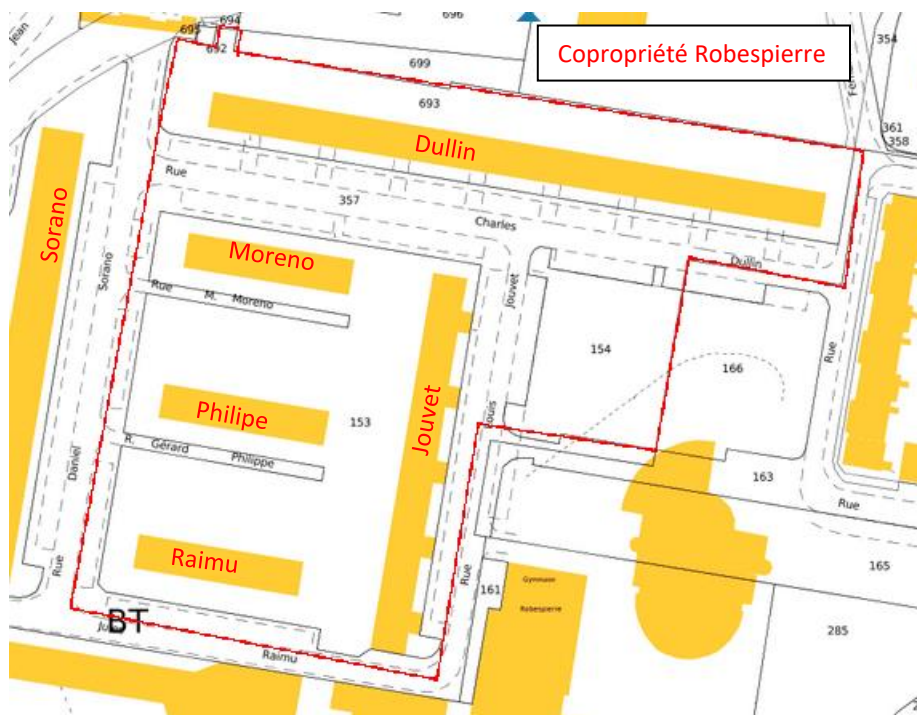 694
696
695
692
Jean
Copropriété Robespierre
354
699
693
361
358
Dullin
Rue
357
Charles
Dullin
Sorano
Sorano
Moreno
Rue M. Moreno
Jouvet
154
166
Rue
Philipe
153
Jouvet
Louis
R. Gérard Philippe
Daniel
163
Rue
Raimu
Rue
Rue
161
Gymnase
Robespierre
165
BT
Raimu
285